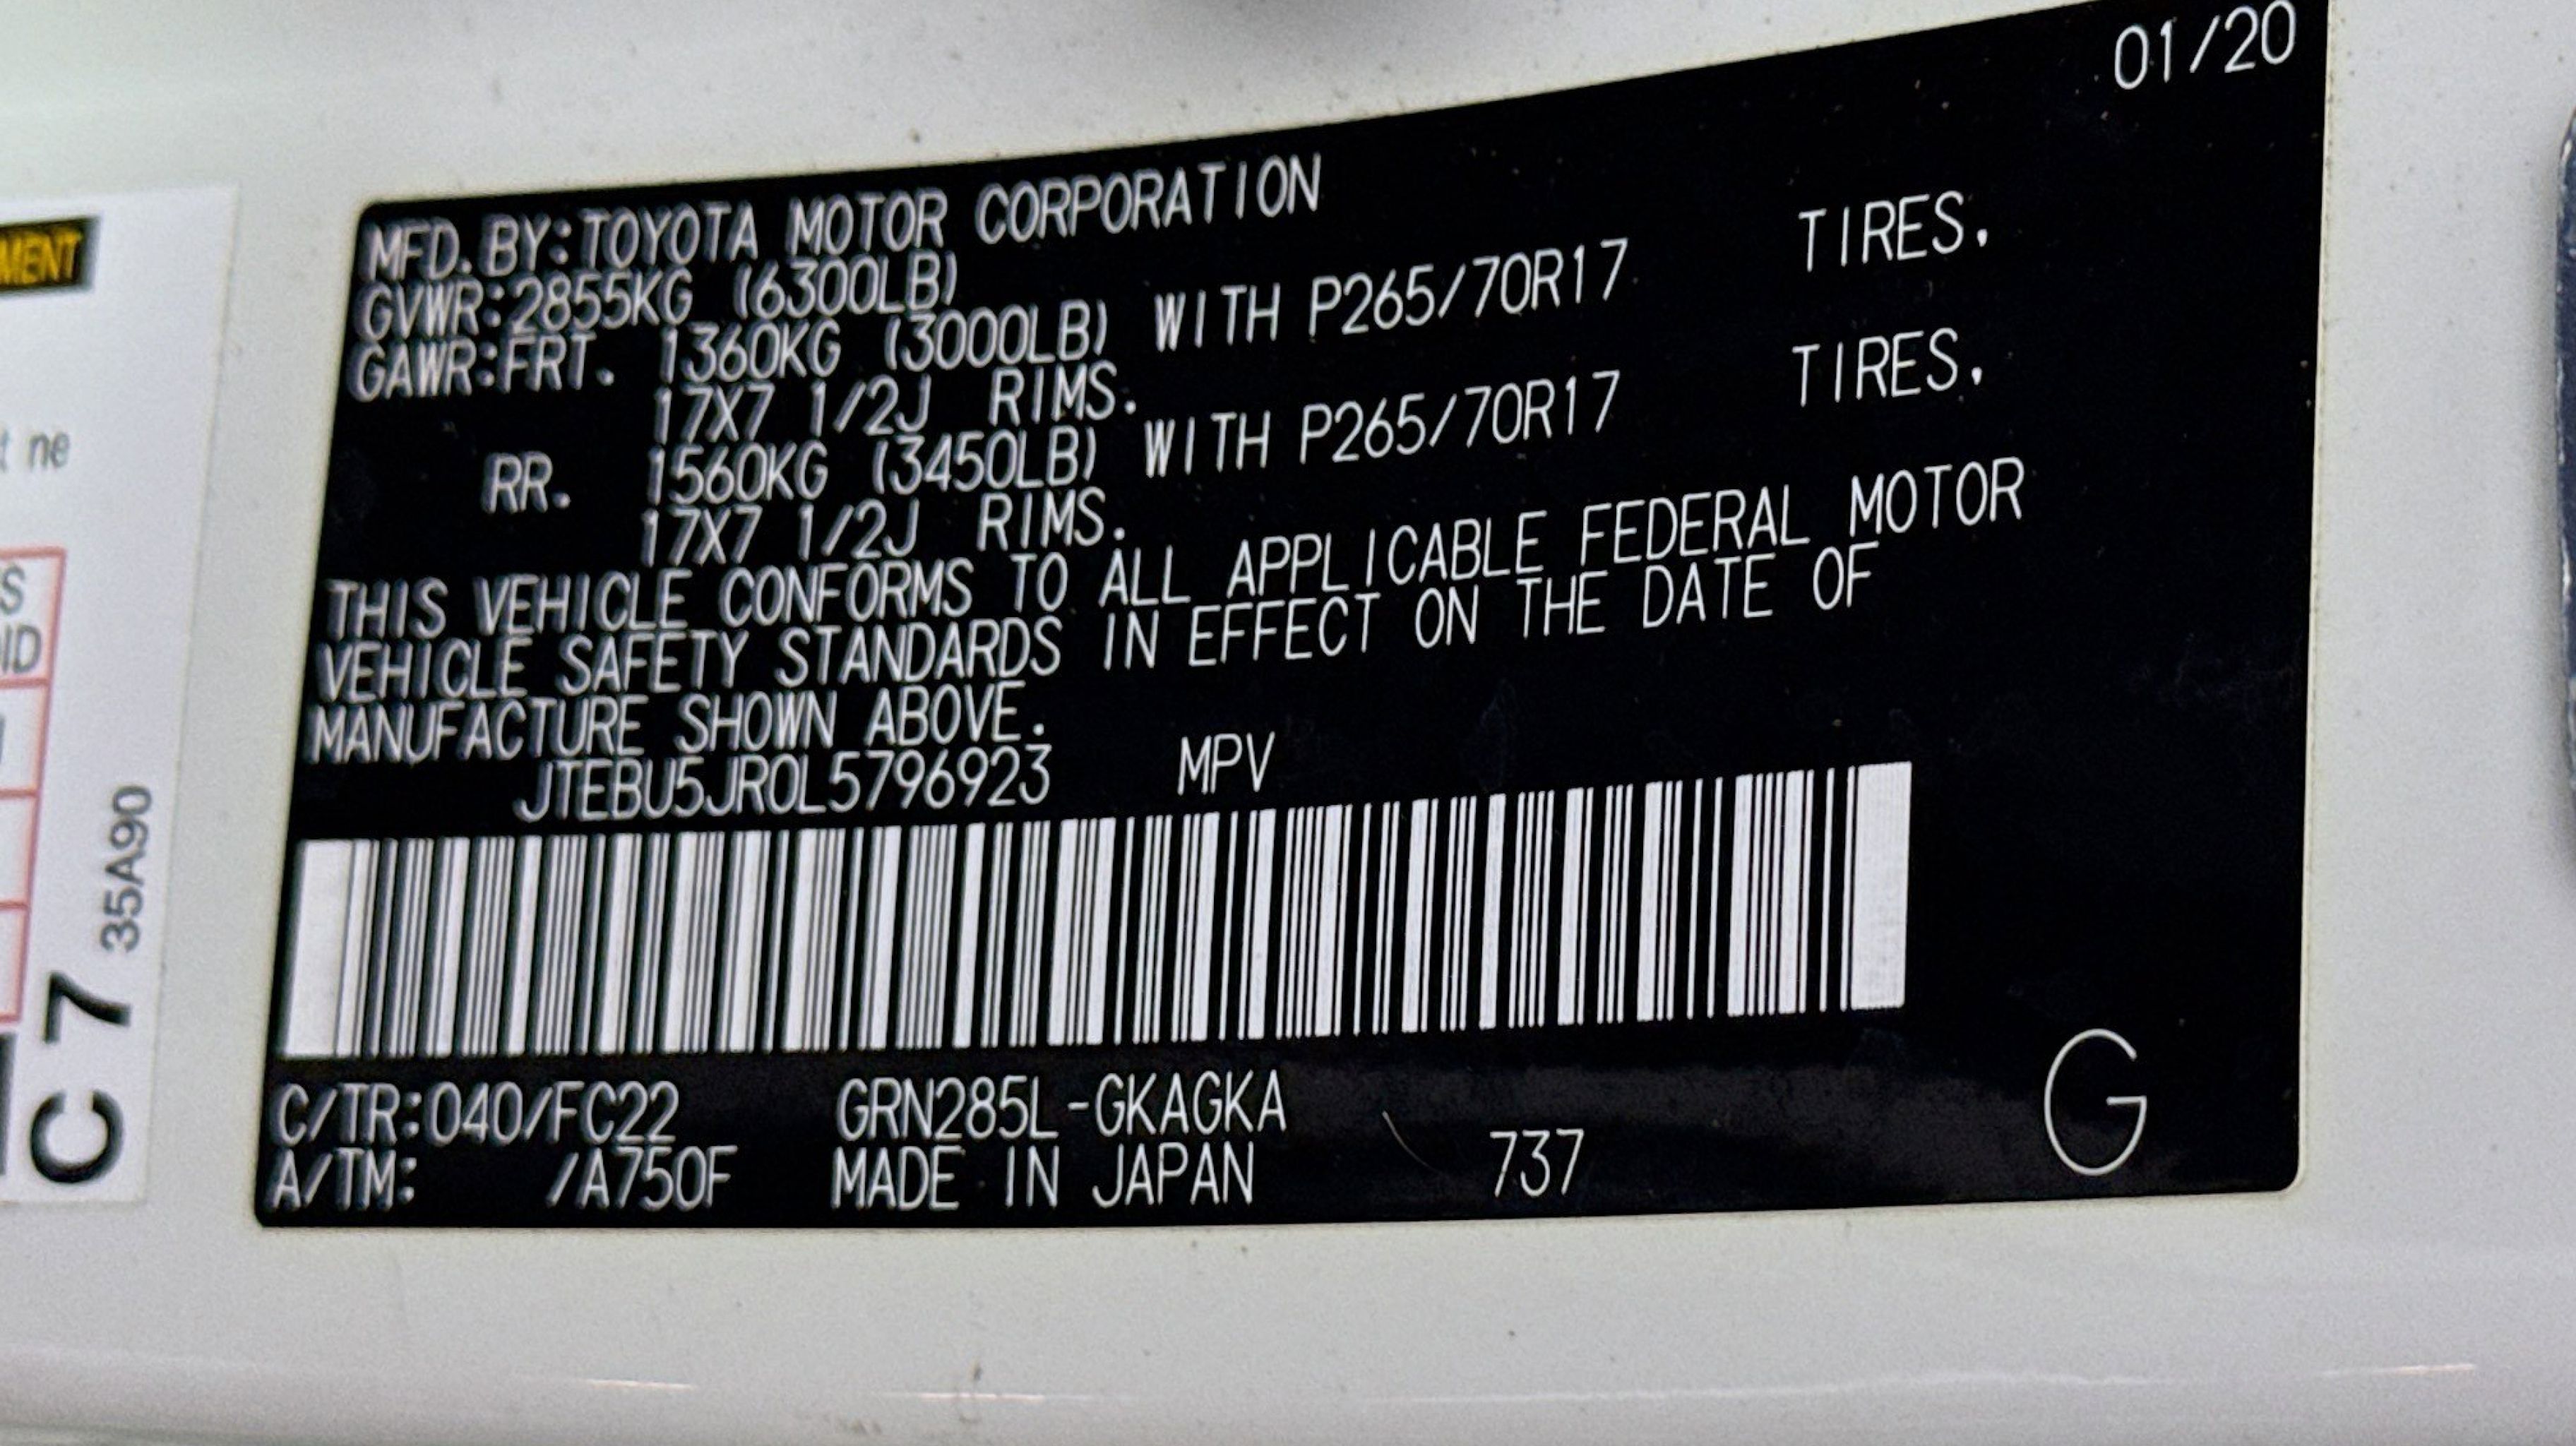 01/20
MFD.BY:TOYOTA MOTOR CORPORATION
GVWR:2855KG (6300LB)
GAWR:FRT. 1360KG (3000LB) WITH P265/70R17 TIRES,
17X7 1/2J RIMS.
RR. 1560KG (3450LB) WITH P265/70R17 TIRES,
17X7 1/2J RIMS.
THIS VEHICLE CONFORMS TO ALL APPLICABLE FEDERAL MOTOR
VEHICLE SAFETY STANDARDS IN EFFECT ON THE DATE OF
MANUFACTURE SHOWN ABOVE.
JTEBU5JR0L5796923 MPV
C/TR:040/FC22 GRN285L-GKAGKA
A/TM: /A750F MADE IN JAPAN 737
G
MENT
t ne
S
ID
C7 35A90